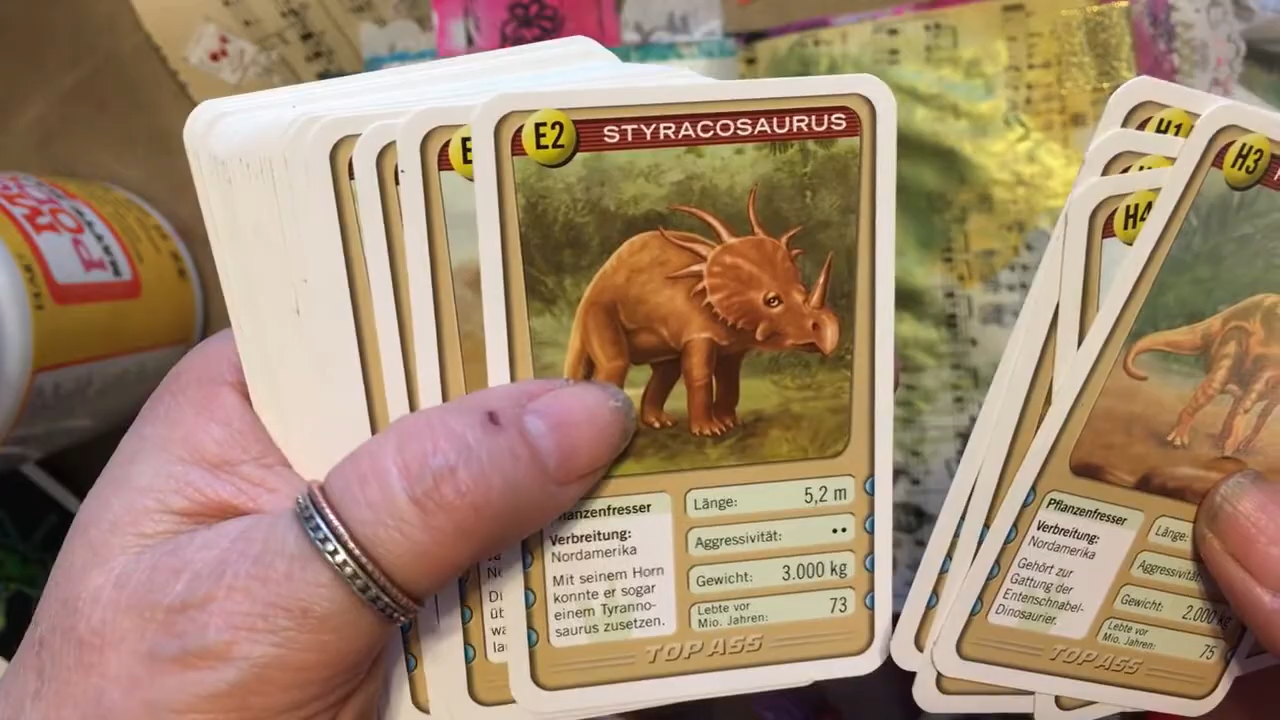 E2 STYRACOSAURUS
Pflanzenfresser
Verbreitung:
Nordamerika
Mit seinem Horn
konnte er sogar
einem Tyranno-
saurus zusetzen.
Länge: 5,2 m
Aggressivität: ••
Gewicht: 3.000 kg
Lebte vor
Mio. Jahren: 73
TOP ASS
E
H1
H4
H3
Pflanzenfresser
Verbreitung:
Nordamerika
Gehört zur
Gattung der
Entenschnabel-
Dinosaurier.
Länge:
Aggressivität:
Gewicht: 2.000 kg
Lebte vor
Mio. Jahren: 75
TOP ASS